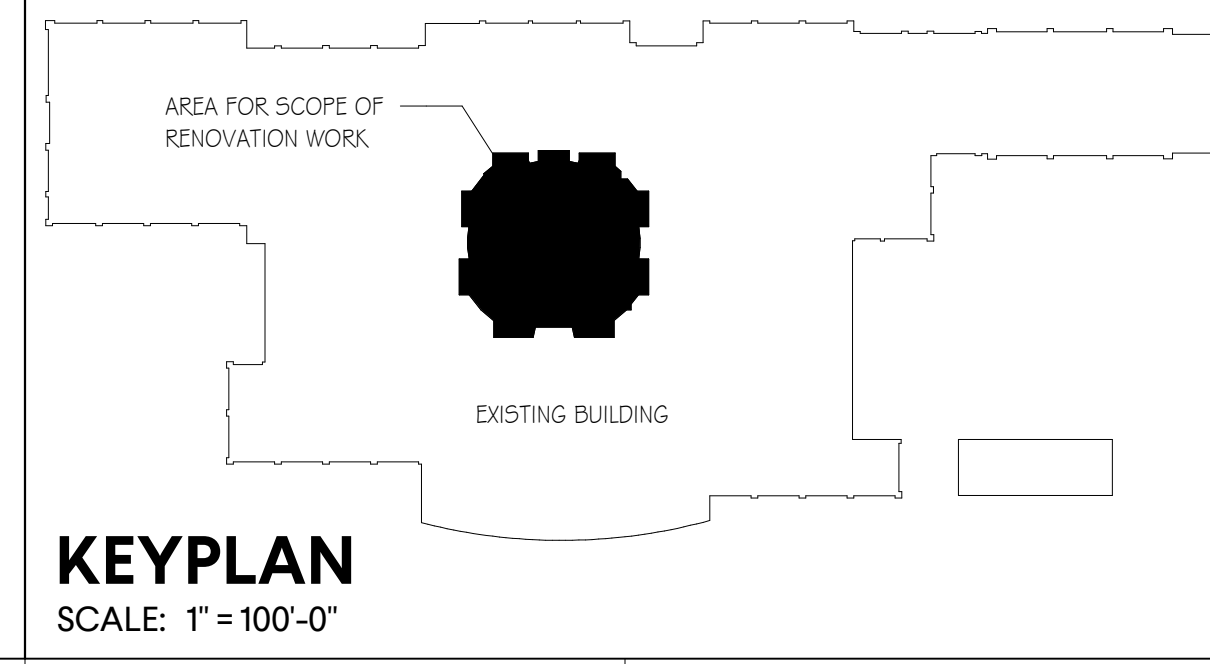 AREA FOR SCOPE OF
RENOVATION WORK
EXISTING BUILDING
KEYPLAN
SCALE: 1" = 100'-0"